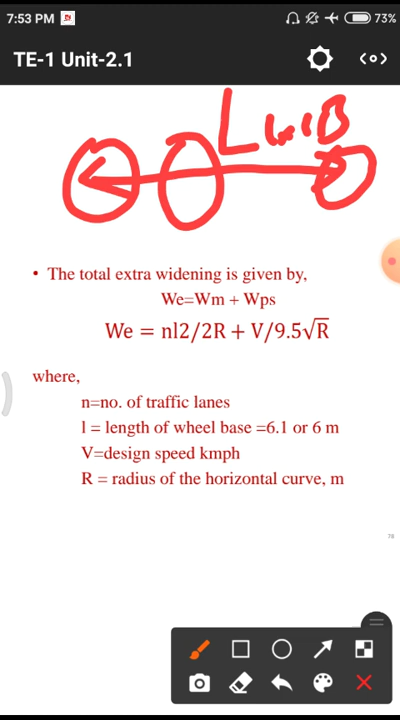 7:53 PM
73%
TE-1 Unit-2.1
• The total extra widening is given by,
We=Wm + Wps
We = nl2/2R + V/9.5√R
where,
n=no. of traffic lanes
l = length of wheel base =6.1 or 6 m
V=design speed kmph
R = radius of the horizontal curve, m
78